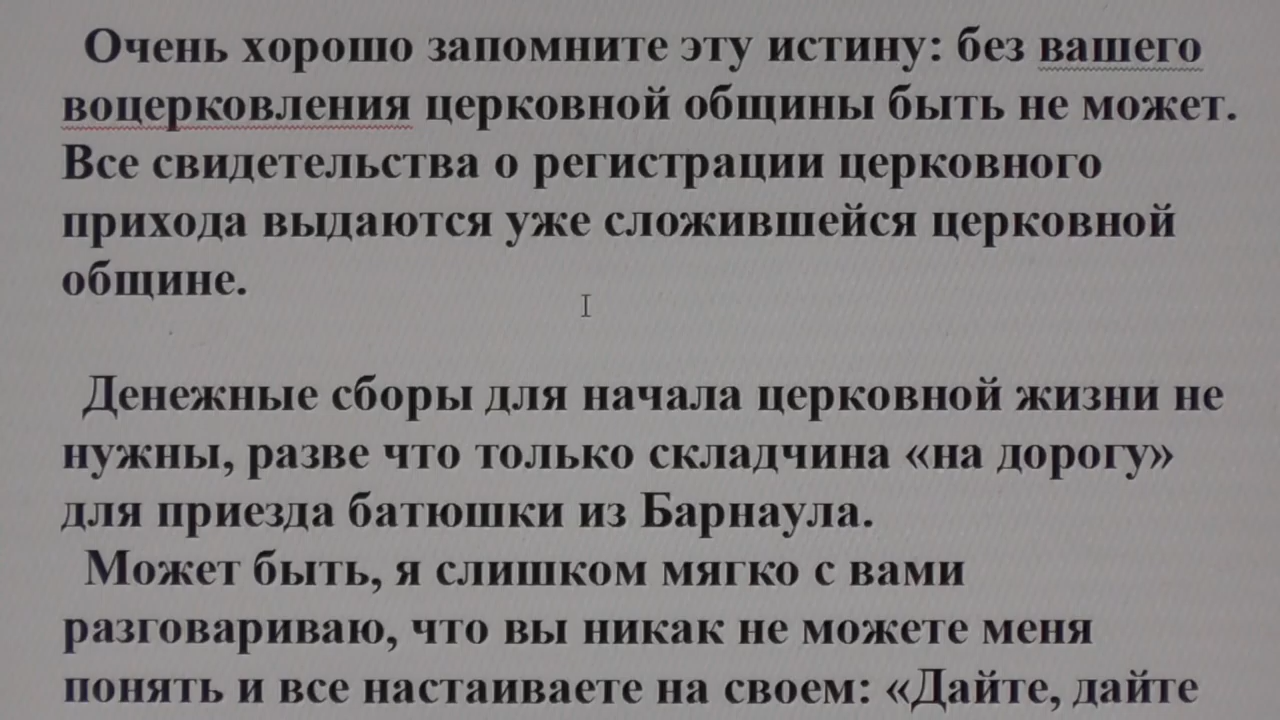 Очень хорошо запомните эту истину: без вашего
воцерковления церковной общины быть не может.
Все свидетельства о регистрации церковного
прихода выдаются уже сложившейся церковной
общине.
Денежные сборы для начала церковной жизни не
нужны, разве что только складчина «на дорогу»
для приезда батюшки из Барнаула.
Может быть, я слишком мягко с вами
разговариваю, что вы никак не можете меня
понять и все настаиваете на своем: «Дайте, дайте